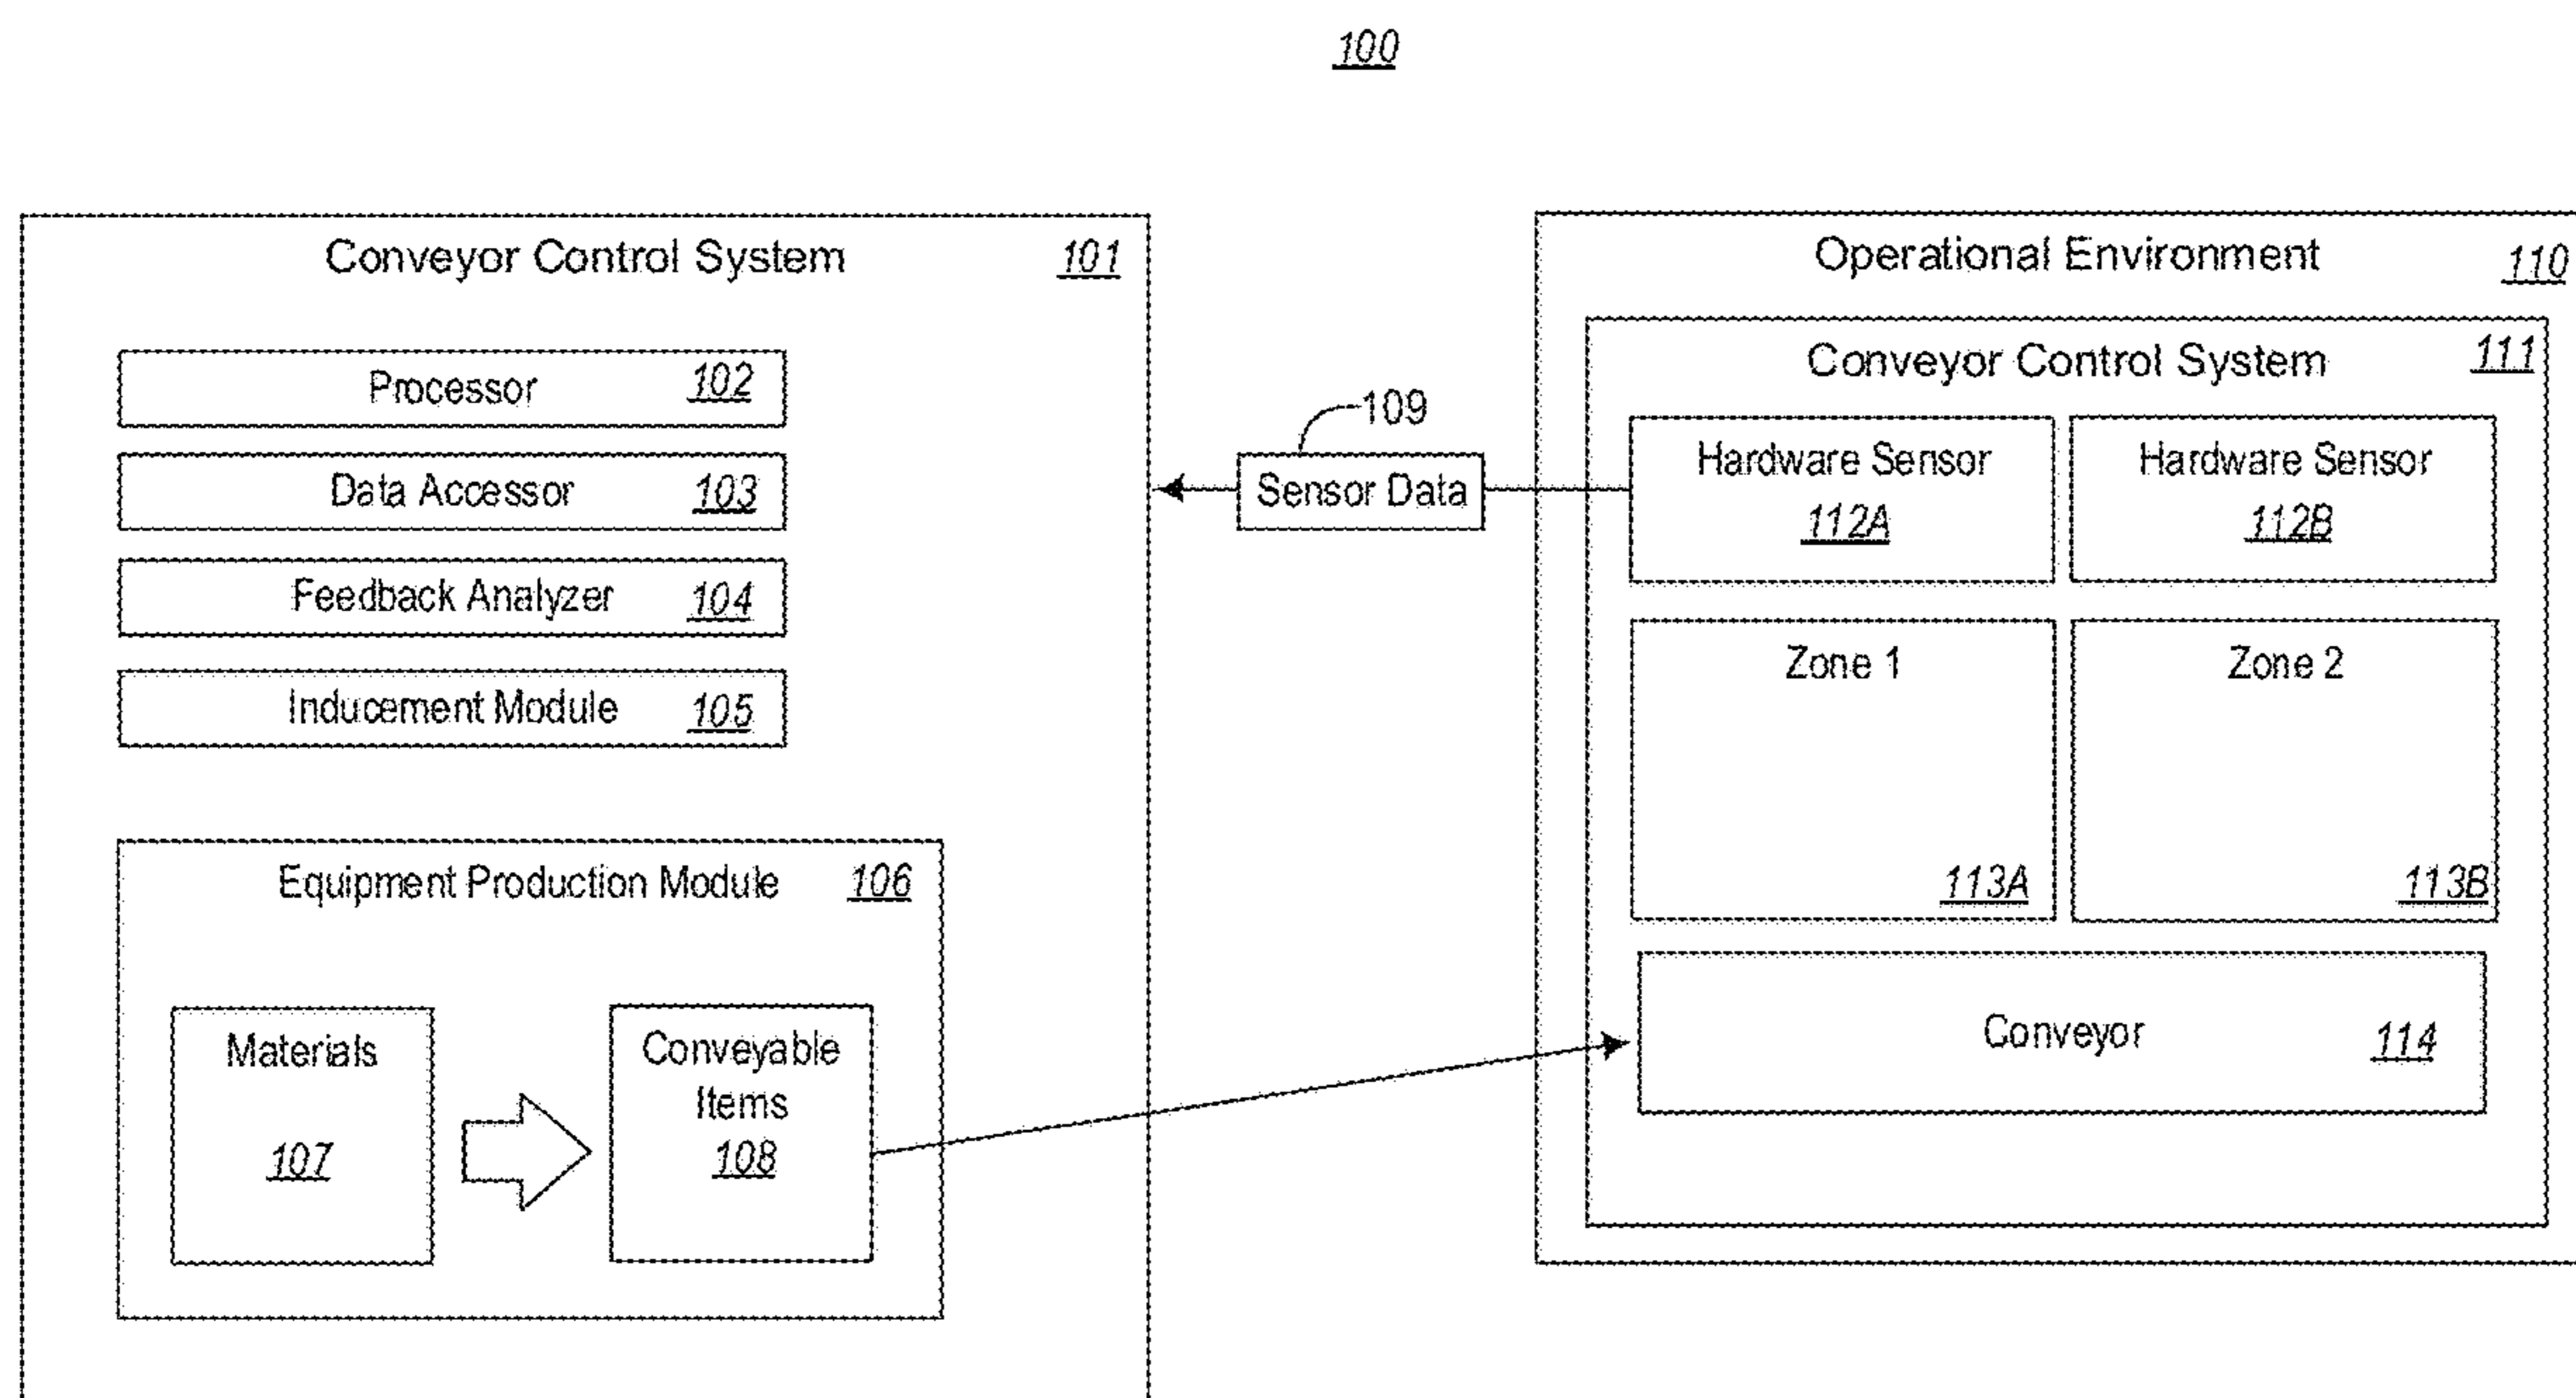 100
Conveyor Control System 101
Processor 102
Data Accessor 103
Feedback Analyzer 104
Inducement Module 105
Equipment Production Module 106
Materials
107
Conveyable
Items
108
109
Sensor Data
Operational Environment 110
Conveyor Control System 111
Hardware Sensor
112A
Hardware Sensor
112B
Zone 1
113A
Zone 2
113B
Conveyor 114